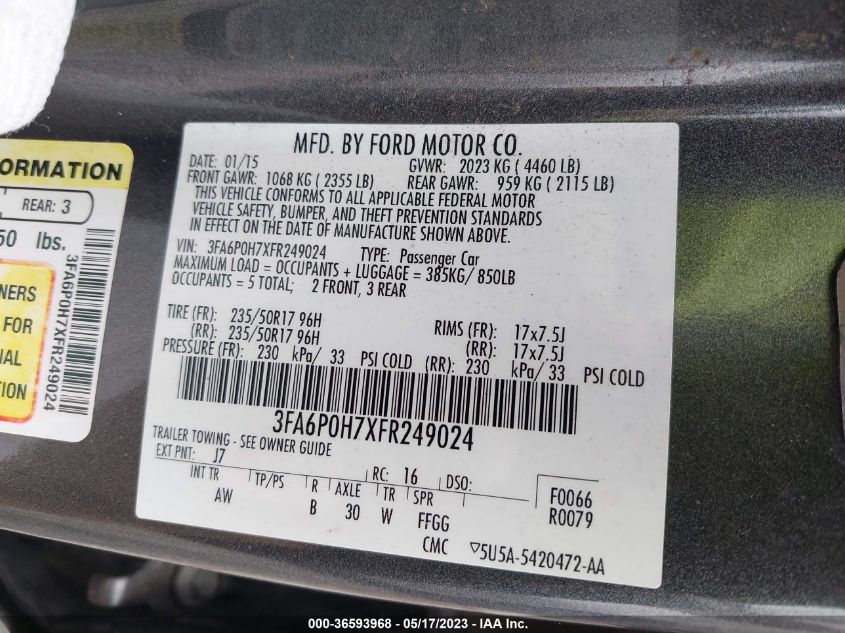 MFD. BY FORD MOTOR CO.
DATE: 01/15 GVWR: 2023 KG ( 4460 LB)
FRONT GAWR: 1068 KG ( 2355 LB) REAR GAWR: 959 KG ( 2115 LB)
THIS VEHICLE CONFORMS TO ALL APPLICABLE FEDERAL MOTOR
VEHICLE SAFETY, BUMPER, AND THEFT PREVENTION STANDARDS
IN EFFECT ON THE DATE OF MANUFACTURE SHOWN ABOVE.
VIN: 3FA6P0H7XFR249024 TYPE: Passenger Car
MAXIMUM LOAD = OCCUPANTS + LUGGAGE = 385KG/ 850LB
OCCUPANTS = 5 TOTAL; 2 FRONT, 3 REAR
TIRE (FR): 235/50R17 96H RIMS (FR): 17x7.5J
(RR): 235/50R17 96H (RR): 17x7.5J
PRESSURE (FR): 230 kPa/ 33 PSI COLD (RR): 230 kPa/ 33 PSI COLD
3FA6P0H7XFR249024
TRAILER TOWING - SEE OWNER GUIDE
EXT PNT: J7 RC: 16 DSO:
INT TR TP/PS R AXLE TR SPR F0066
AW B 30 W FFGG R0079
CMC ▽5U5A-5420472-AA
ORMATION
REAR: 3
50 lbs.
3FA6P0H7XFR249024
NERS
FOR
NAL
TION
000-36593968 - 05/17/2023 - IAAI.COM.